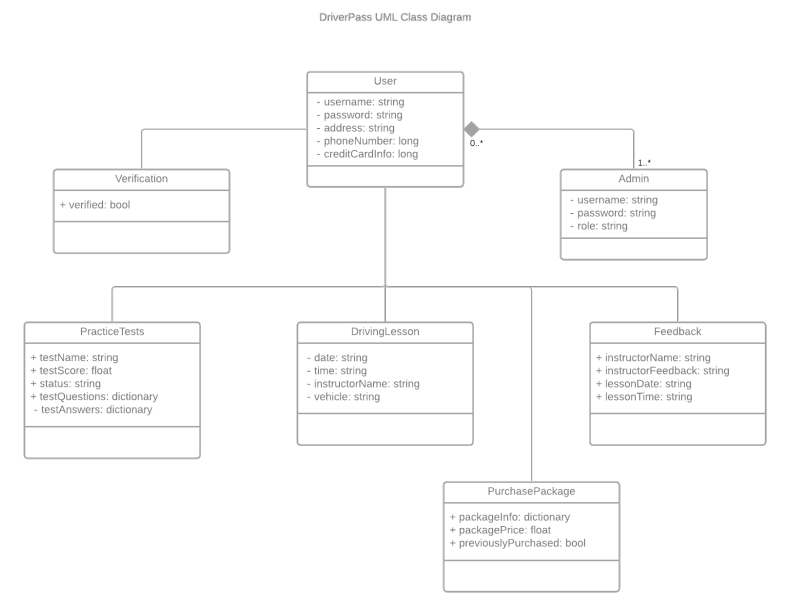 DriverPass UML Class Diagram
User
- username: string
- password: string
- address: string
- phoneNumber: long
- creditCardInfo: long
0..*
1..*
Verification
+ verified: bool
Admin
- username: string
- password: string
- role: string
PracticeTests
+ testName: string
+ testScore: float
+ status: string
+ testQuestions: dictionary
- testAnswers: dictionary
DrivingLesson
- date: string
- time: string
- instructorName: string
- vehicle: string
Feedback
+ instructorName: string
+ instructorFeedback: string
+ lessonDate: string
+ lessonTime: string
PurchasePackage
+ packageInfo: dictionary
+ packagePrice: float
+ previouslyPurchased: bool